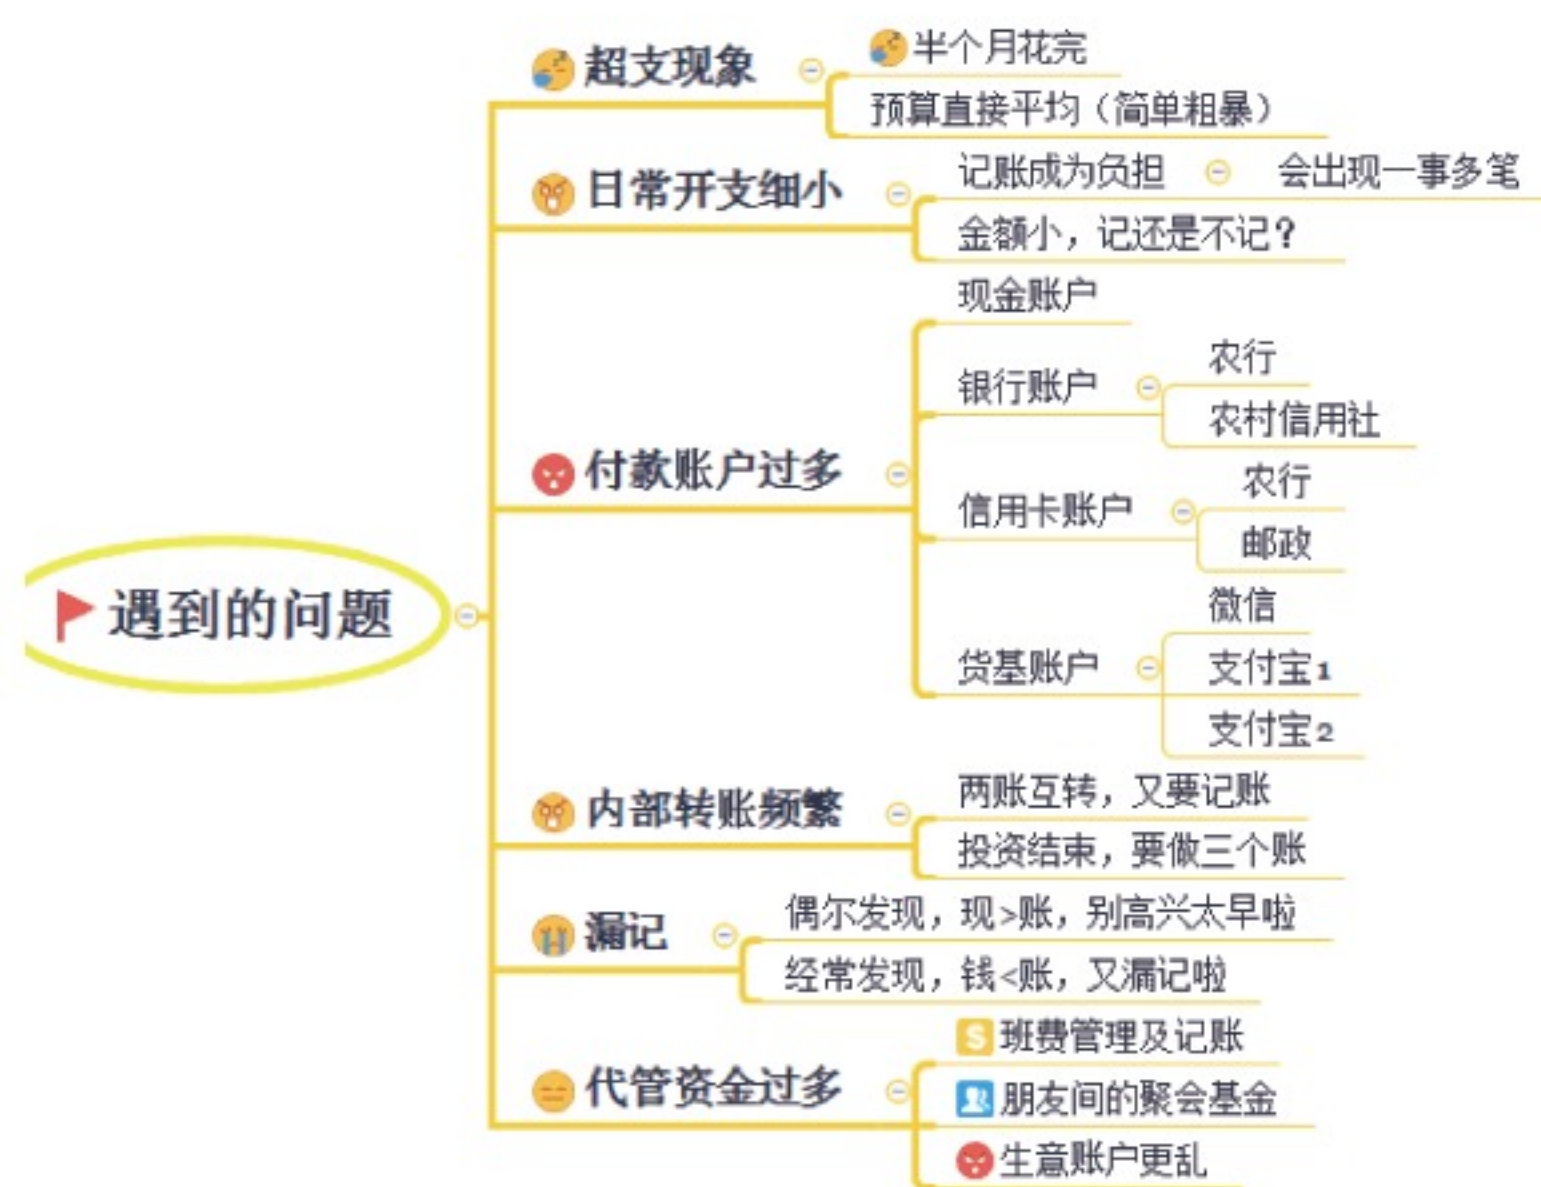 超支现象
半个月花完
预算直接平均（简单粗暴）
日常开支细小
记账成为负担
会出现一事多笔
金额小，记还是不记？
付款账户过多
现金账户
银行账户
农行
农村信用社
信用卡账户
农行
邮政
货基账户
微信
支付宝1
支付宝2
遇到的问题
内部转账频繁
两账互转，又要记账
投资结束，要做三个账
漏记
偶尔发现，现>账，别高兴太早啦
经常发现，钱<账，又漏记啦
代管资金过多
S
班费管理及记账
朋友间的聚会基金
生意账户更乱